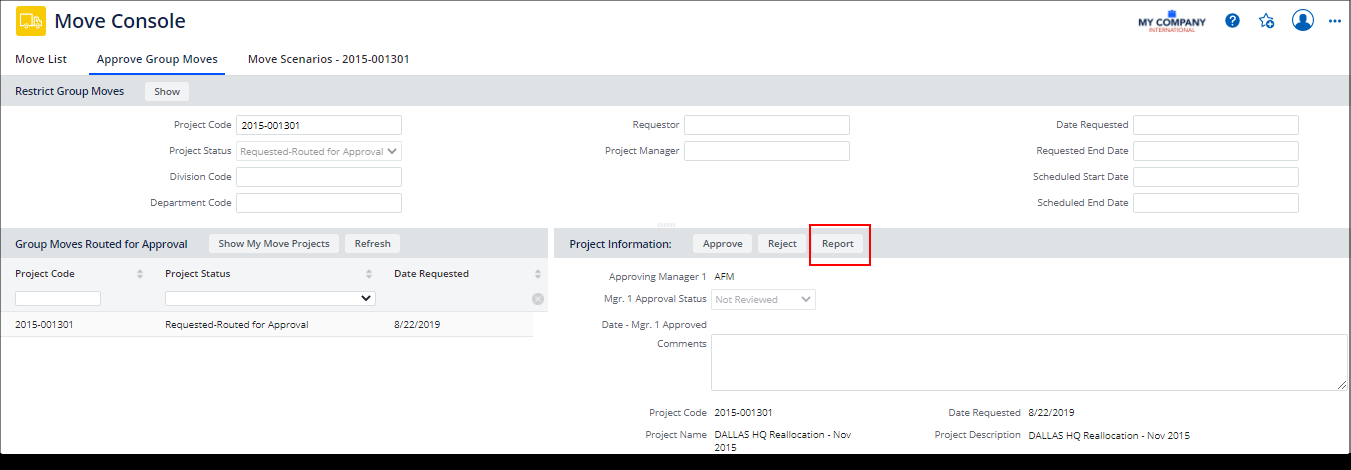 Move Console
MY COMPANY
INTERNATIONAL
?
Move List Approve Group Moves Move Scenarios - 2015-001301
Restrict Group Moves Show
Project Code 2015-001301 Requestor Date Requested
Project Status Requested-Routed for Approval Project Manager Requested End Date
Division Code Scheduled Start Date
Department Code Scheduled End Date
Group Moves Routed for Approval Show My Move Projects Refresh
Project Code Project Status Date Requested
2015-001301 Requested-Routed for Approval 8/22/2019
Project Information: Approve Reject Report
Approving Manager 1 AFM
Mgr. 1 Approval Status Not Reviewed
Date - Mgr. 1 Approved
Comments
Project Code 2015-001301 Date Requested 8/22/2019
Project Name DALLAS HQ Reallocation - Nov 2015 Project Description DALLAS HQ Reallocation - Nov 2015